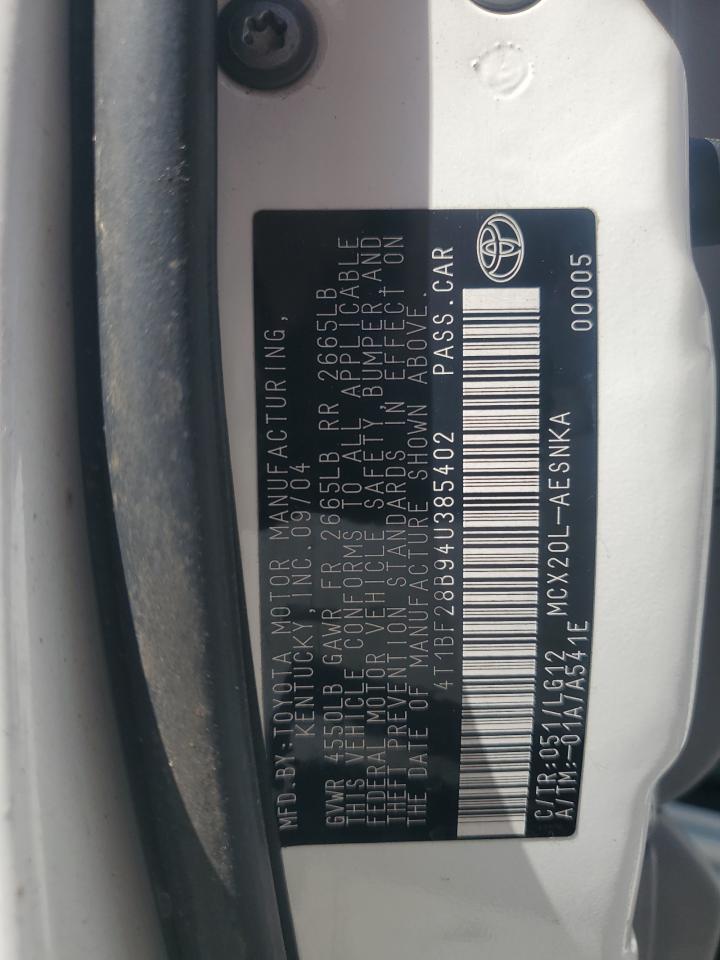 MFD.BY:TOYOTA MOTOR MANUFACTURING,
KENTUCKY, INC. 09/04
GVWR 4550LB GAWR FR 2665LB RR 2665LB
THIS VEHICLE CONFORMS TO ALL APPLICABLE
FEDERAL MOTOR VEHICLE SAFETY, BUMPER, AND
THEFT PREVENTION STANDARDS IN EFFECT ON
THE DATE OF MANUFACTURE SHOWN ABOVE.
4T1BF28B94U385402 PASS.CAR
C/TR:051/LG12 MCX20L-AESNKA 00005
A/TM:-01A/A541E